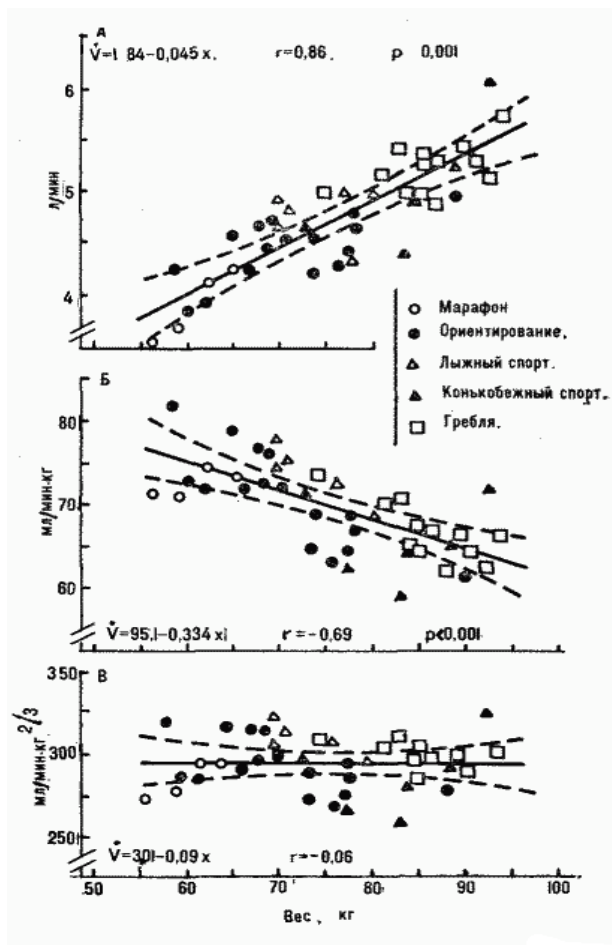 А
V̇=1 84-0,045 x. r=0,86. p 0,001
6
5
4
л/мин
Марафон
Ориентирование,
Лыжный спорт.
Конькобежный спорт.
Гребля.
Б
80
70
60
мл/мин-кг
V̇=95,1-0,334 x1 r=-0,69 p<0,001
В
350
300
250
мл/мин-кг 2/3
V̇=301-0,09 x r=-0,06
50 60 70 80 90 100
Вес, кг